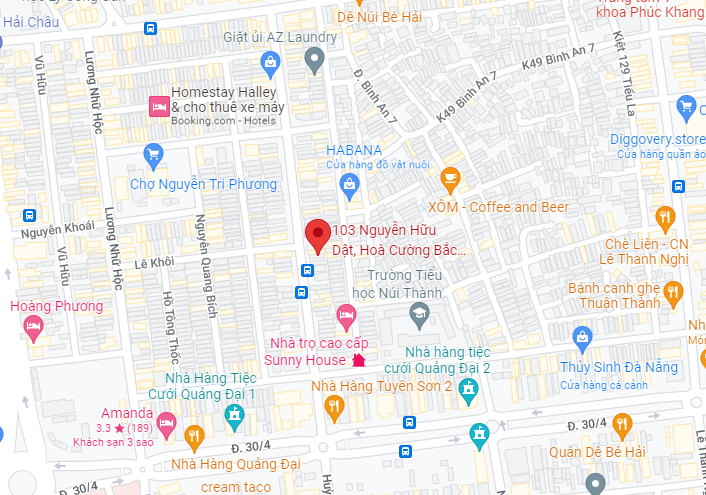 Hải Châu
Dê Núi Bé Hải
khoa Phúc Khang
Giặt ủi AZ Laundry
Kiệt 129 Tiểu La
K49 Bình An 7
Vũ Hữu
Lương Nhữ Hộc
Đ. Bình An 7
K49 Bình An 7
Homestay Halley
& cho thuê xe máy
Booking.com - Hotels
Diggovery.store
Cửa hàng quần áo
HABANA
Cửa hàng đồ vật nuôi
Chợ Nguyễn Tri Phương
XÔM - Coffee and Beer
Nguyễn Khoái
Lương Nhữ Hộc
Nguyễn Quang Bích
103 Nguyễn Hữu
Dật, Hoà Cường Bắc...
Chè Liên - CN
Lê Thanh Nghị
Lê Khôi
Vũ Hữu
Trường Tiểu
học Núi Thành
Bánh canh ghẹ
Thuận Thành
Hồ Tông Thốc
Hoàng Phương
Nhà trọ cao cấp
Sunny House
Nhà hàng tiệc
cưới Quảng Đại 2
Thủy Sinh Đà Nẵng
Cửa hàng cá cảnh
Nhà Hàng Tiệc
Cưới Quảng Đại 1
Nhà Hàng Tuyên Sơn 2
Amanda
3.3 ★ (189)
Khách sạn 3 sao
Đ. 30/4
Đ. 30/4
Quán Dê Bé Hải
Nhà Hàng Quảng Đại
Đ. 30/4
cream taco